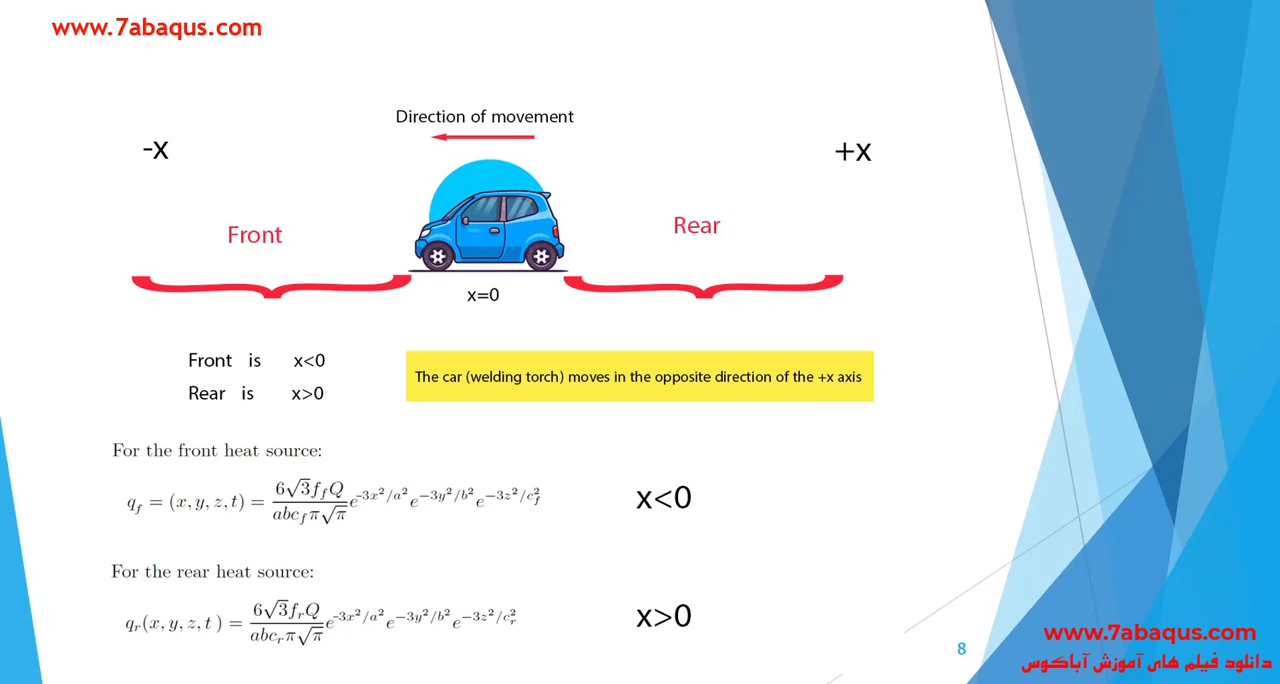 www.7abaqus.com
Direction of movement
-x
+x
Front
Rear
x=0
Front is x<0
Rear is x>0
The car (welding torch) moves in the opposite direction of the +x axis
For the front heat source:
q_f = (x, y, z, t) = \frac{6\sqrt{3} f_f Q}{abc_f \pi\sqrt{\pi}} e^{-3x^2/a^2} e^{-3y^2/b^2} e^{-3z^2/c_f^2} x<0
For the rear heat source:
q_r(x, y, z, t ) = \frac{6\sqrt{3} f_r Q}{abc_r \pi\sqrt{\pi}} e^{-3x^2/a^2} e^{-3y^2/b^2} e^{-3z^2/c_r^2} x>0
www.7abaqus.com
8
دانلود فیلم های آموزش آباکوس